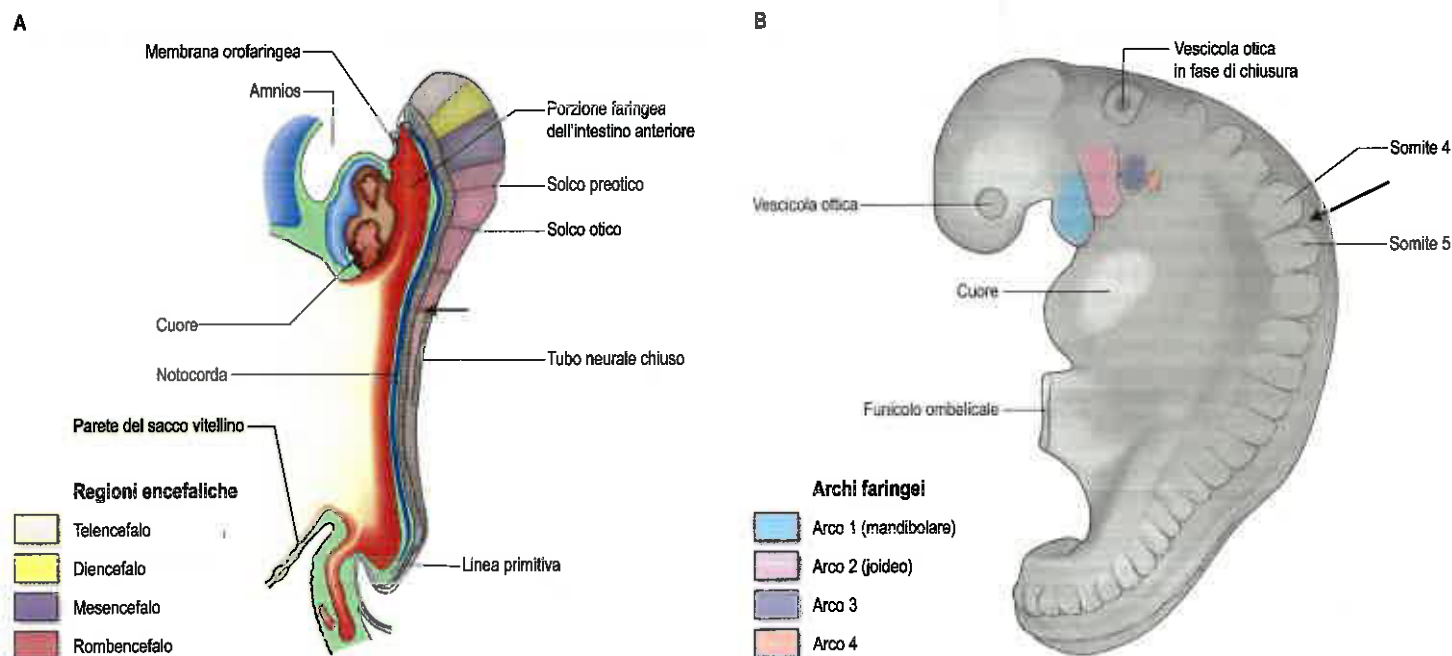 A
Membrana orofaringea
Amnios
Porzione faringea
dell'intestino anteriore
Solco preotico
Solco otico
Cuore
Notocorda
Tubo neurale chiuso
Parete del sacco vitellino
Linea primitiva
Regioni encefaliche
Telencefalo
Diencefalo
Mesencefalo
Rombencefalo
B
Vescicola otica
in fase di chiusura
Somite 4
Vescicola ottica
Somite 5
Cuore
Funicolo ombelicale
Archi faringei
Arco 1 (mandibolare)
Arco 2 (joideo)
Arco 3
Arco 4